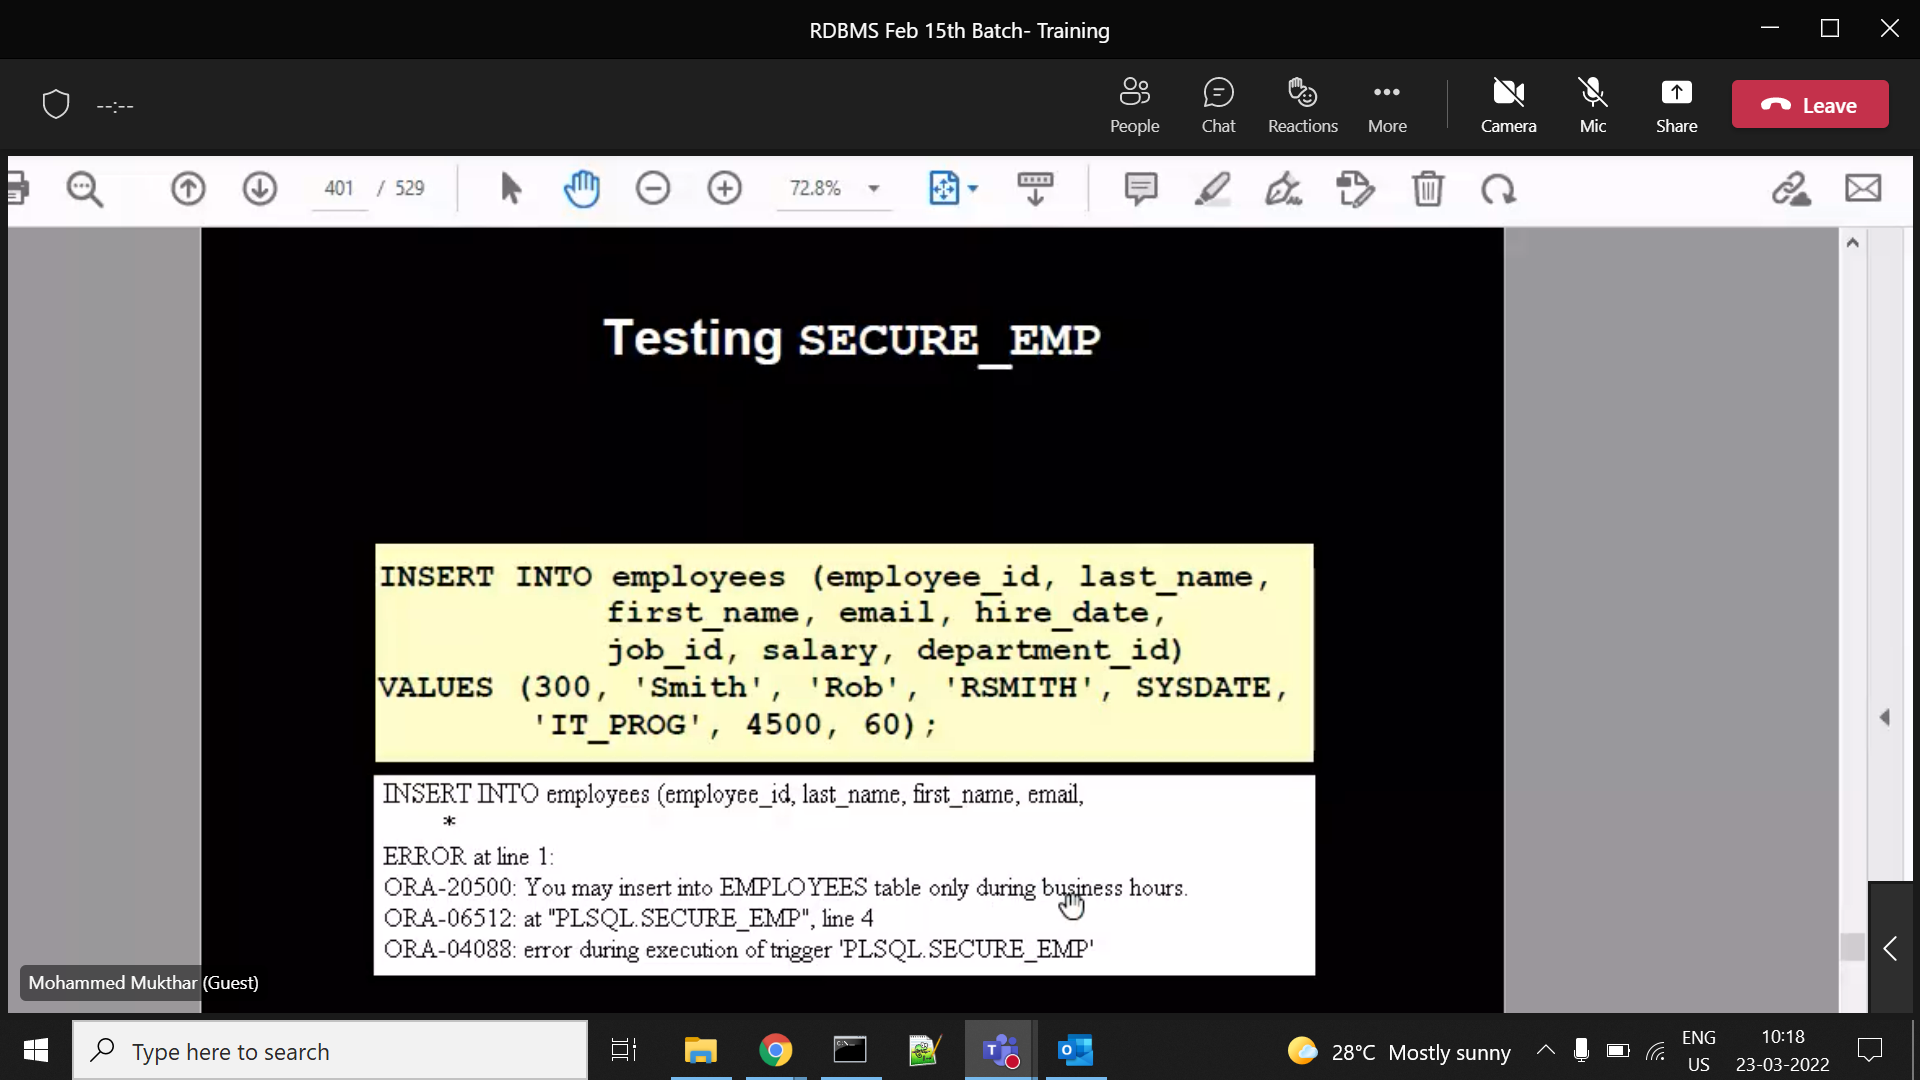 RDBMS Feb 15th Batch- Training
--:--
People
Chat
Reactions
More
Camera
Mic
Share
Leave
401 / 529
72.8%
Testing SECURE_EMP
INSERT INTO employees (employee_id, last_name,
first_name, email, hire_date,
job_id, salary, department_id)
VALUES (300, 'Smith', 'Rob', 'RSMITH', SYSDATE,
'IT_PROG', 4500, 60);
INSERT INTO employees (employee_id, last_name, first_name, email,
*
ERROR at line 1:
ORA-20500: You may insert into EMPLOYEES table only during business hours.
ORA-06512: at "PLSQL.SECURE_EMP", line 4
ORA-04088: error during execution of trigger 'PLSQL.SECURE_EMP'
Mohammed Mukthar (Guest)
Type here to search
28°C Mostly sunny
ENG
US
10:18
23-03-2022